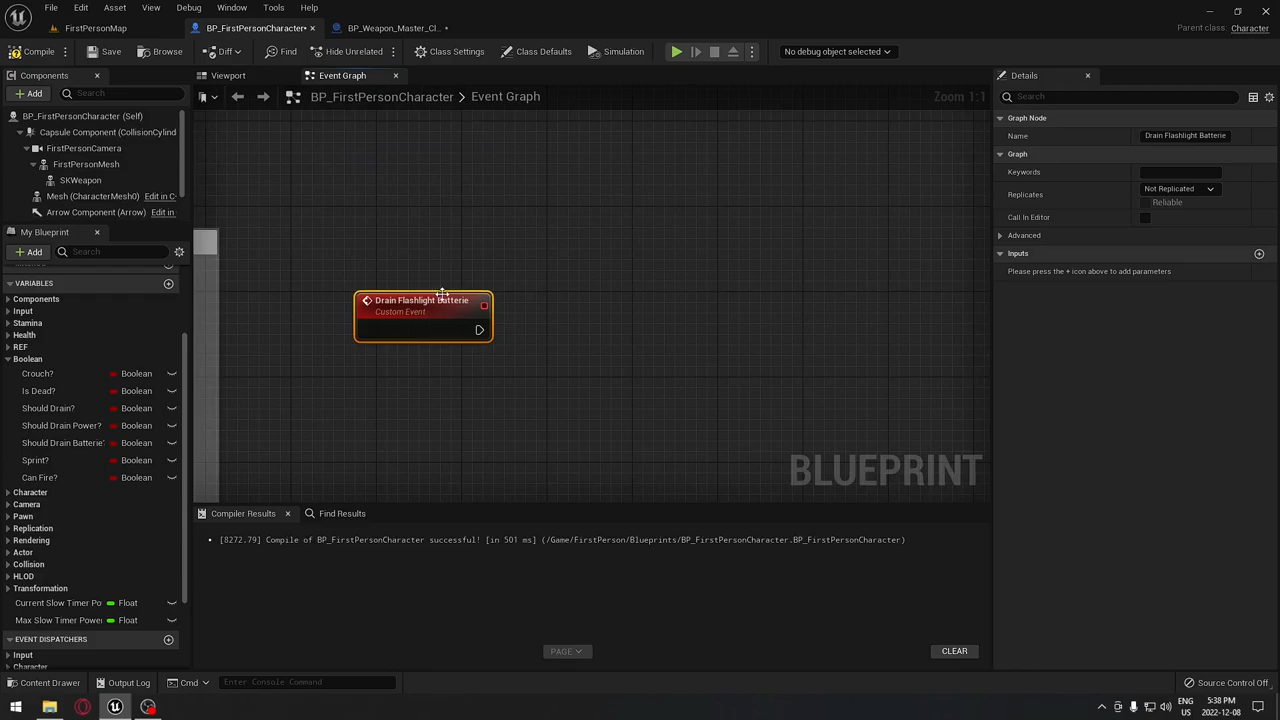 File Edit Asset View Debug Window Tools Help
FirstPersonMap BP_FirstPersonCharacter* BP_Weapon_Master_Cl... Parent class: Character
Compile Save Browse Diff Find Hide Unrelated Class Settings Class Defaults Simulation No debug object selected
Components Viewport Event Graph Details
Add Search BP_FirstPersonCharacter > Event Graph Zoom 1:1 Search
BP_FirstPersonCharacter (Self) Graph Node
Capsule Component (CollisionCylind Name Drain Flashlight Batterie
FirstPersonCamera Graph
FirstPersonMesh Keywords
SKWeapon Replicates Not Replicated
Mesh (CharacterMesh0) Edit in C- Reliable
Arrow Component (Arrow) Edit in Call In Editor
My Blueprint Advanced
Add Search Inputs
Please press the + icon above to add parameters
VARIABLES
Components
Input
Stamina
Health
REF
Boolean
Crouch? Boolean
Is Dead? Boolean
Should Drain? Boolean
Should Drain Power? Boolean
Should Drain Batterie' Boolean
Sprint? Boolean
Can Fire? Boolean
Character
Camera
Pawn
Replication
Rendering
Actor
Collision
HLOD
Transformation
Current Slow Timer Po Float
Max Slow Timer Power Float
EVENT DISPATCHERS
Input
Character
Drain Flashlight Batterie
Custom Event
BLUEPRINT
Compiler Results Find Results
[8272.79] Compile of BP_FirstPersonCharacter successful! [in 501 ms] (/Game/FirstPerson/Blueprints/BP_FirstPersonCharacter.BP_FirstPersonCharacter)
PAGE CLEAR
Content Drawer Output Log Cmd Enter Console Command Source Control Off
ENG 5:38 PM
US 2022-12-08